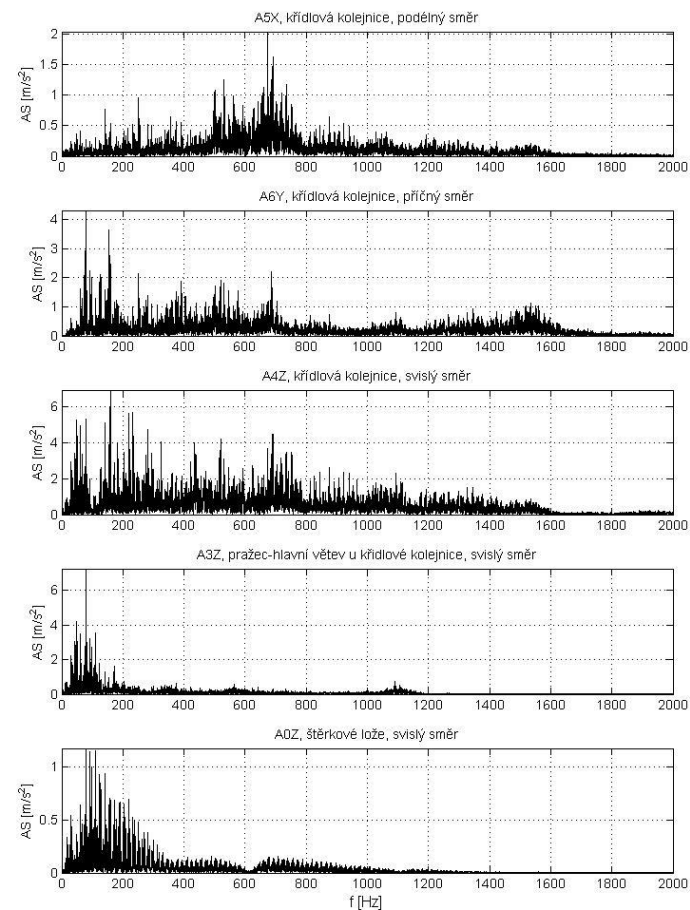 A5X, křídlová kolejnice, podélný směr
2
1.5
1
0.5
0
AS [m/s²]
0 200 400 600 800 1000 1200 1400 1600 1800 2000
A6Y, křídlová kolejnice, příčný směr
4
3
2
1
0
AS [m/s²]
0 200 400 600 800 1000 1200 1400 1600 1800 2000
A4Z, křídlová kolejnice, svislý směr
6
4
2
0
AS [m/s²]
0 200 400 600 800 1000 1200 1400 1600 1800 2000
A3Z, pražec-hlavní větev u křidlové kolejnice, svislý směr
6
4
2
0
AS [m/s²]
0 200 400 600 800 1000 1200 1400 1600 1800 2000
A0Z, štěrkové lože, svislý směr
1
0.5
0
AS [m/s²]
0 200 400 600 800 1000 1200 1400 1600 1800 2000
f [Hz]